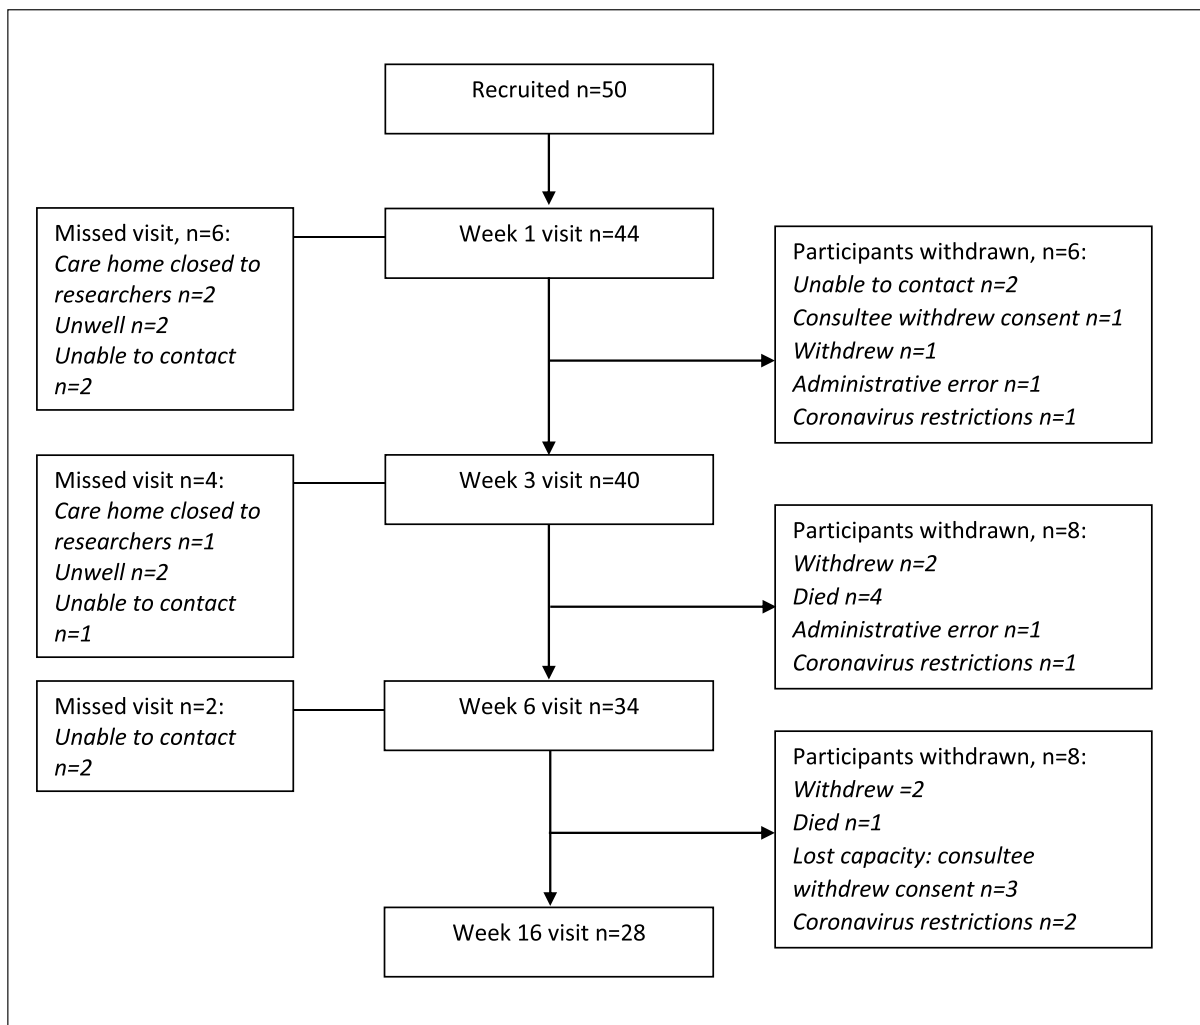 Recruited n=50
Missed visit, n=6:
Care home closed to
researchers n=2
Unwell n=2
Unable to contact
n=2
Week 1 visit n=44
Participants withdrawn, n=6:
Unable to contact n=2
Consultee withdrew consent n=1
Withdrew n=1
Administrative error n=1
Coronavirus restrictions n=1
Missed visit n=4:
Care home closed to
researchers n=1
Unwell n=2
Unable to contact
n=1
Week 3 visit n=40
Participants withdrawn, n=8:
Withdrew n=2
Died n=4
Administrative error n=1
Coronavirus restrictions n=1
Missed visit n=2:
Unable to contact
n=2
Week 6 visit n=34
Participants withdrawn, n=8:
Withdrew =2
Died n=1
Lost capacity: consultee
withdrew consent n=3
Coronavirus restrictions n=2
Week 16 visit n=28